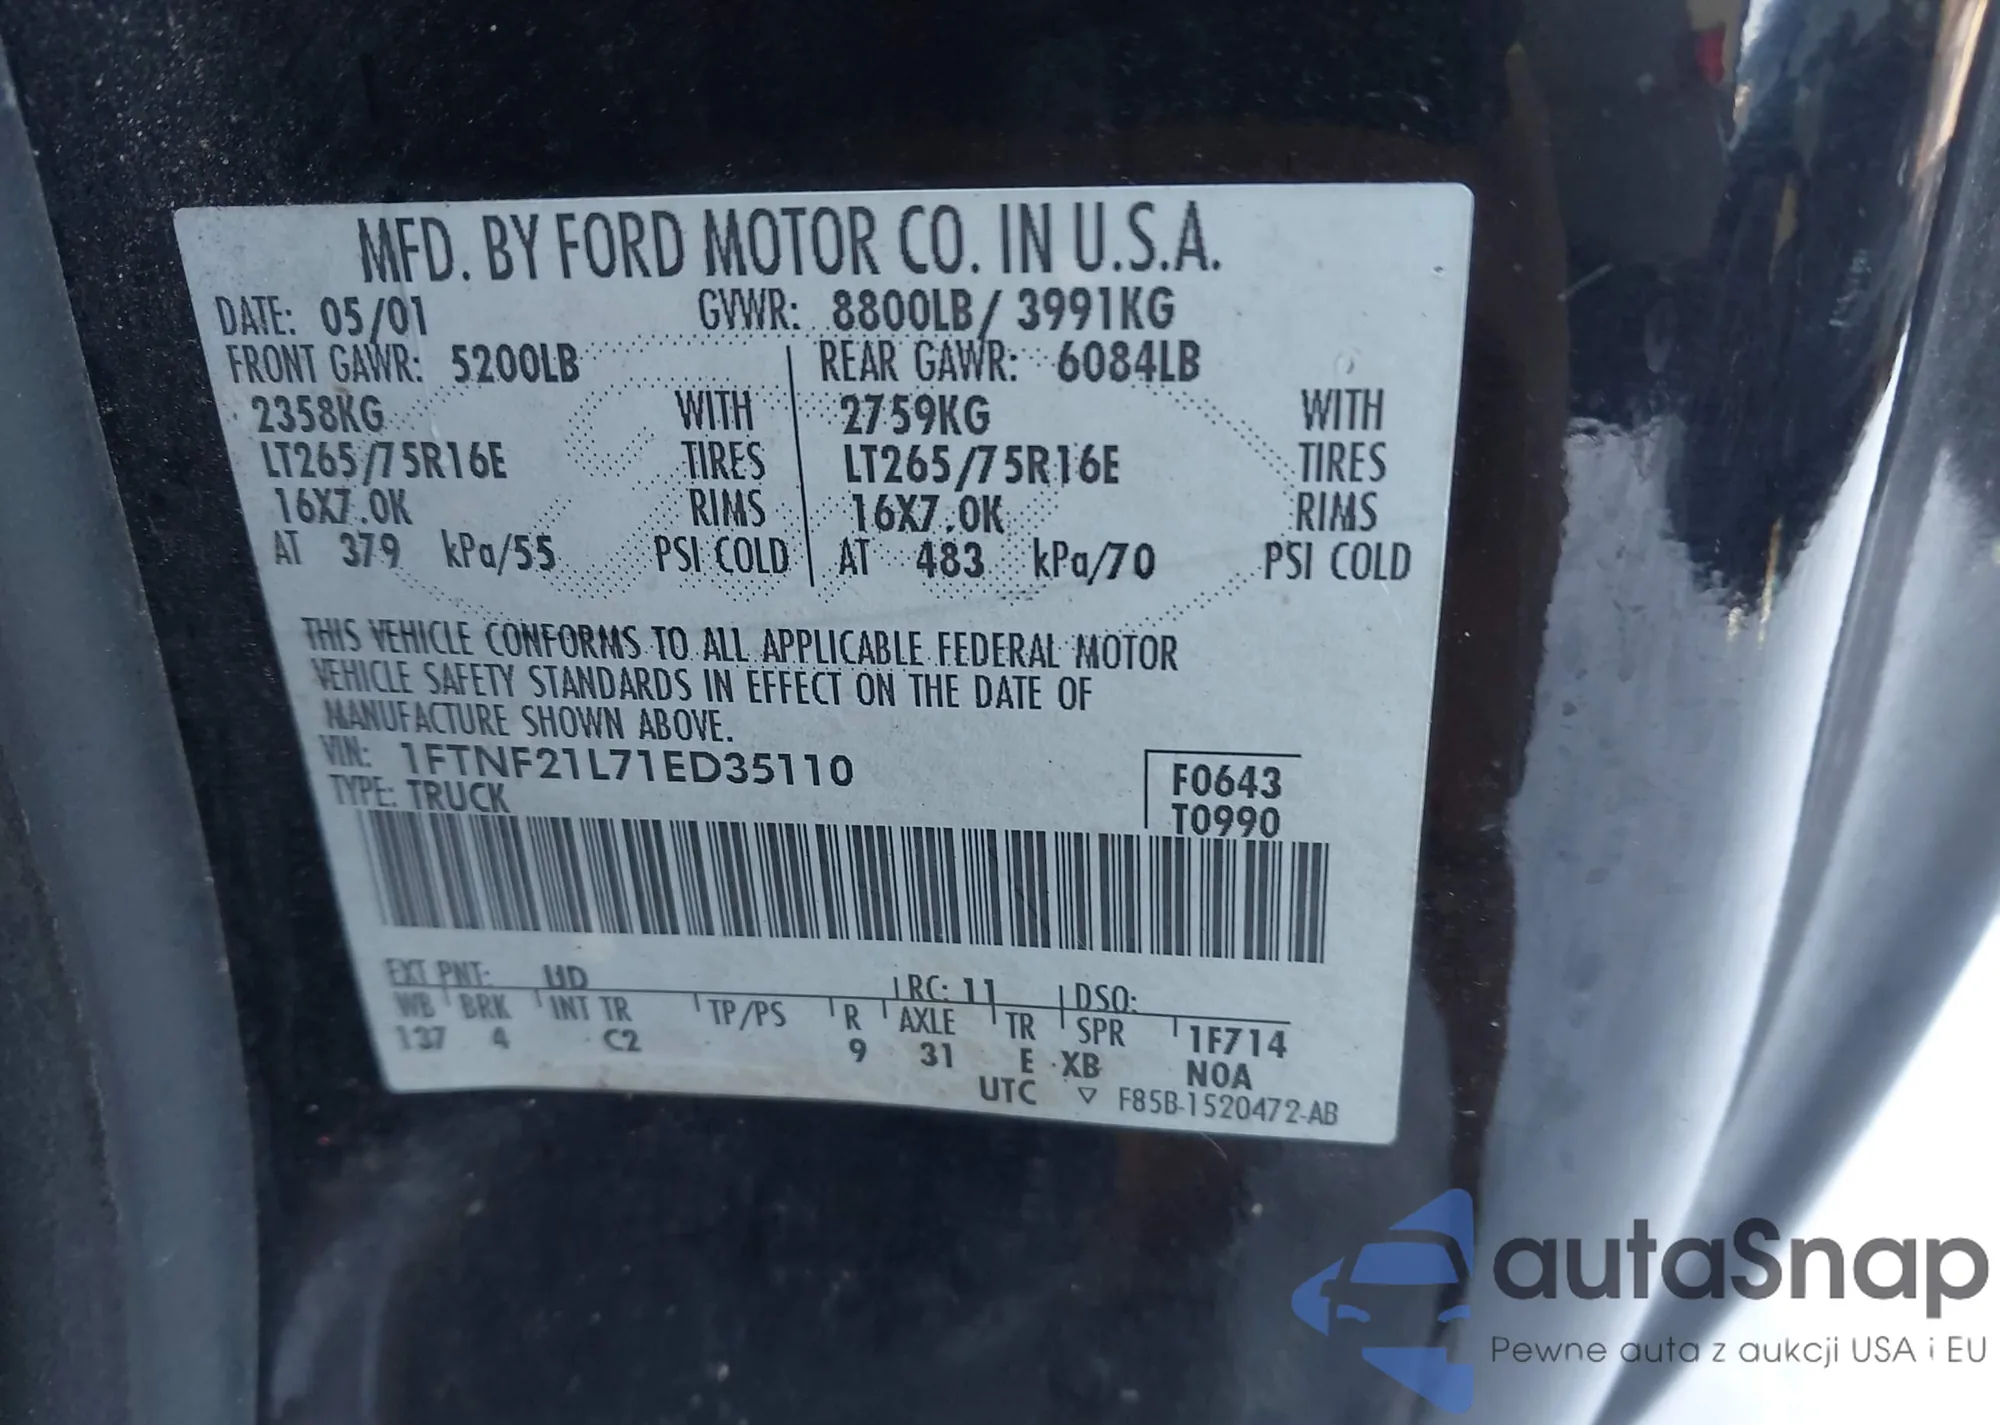 MFD. BY FORD MOTOR CO. IN U.S.A.
DATE: 05/01 GVWR: 8800LB/ 3991KG
FRONT GAWR: 5200LB REAR GAWR: 6084LB
2358KG WITH 2759KG WITH
LT265/75R16E TIRES LT265/75R16E TIRES
16X7.0K RIMS 16X7.0K RIMS
AT 379 kPa/55 PSI COLD AT 483 kPa/70 PSI COLD
THIS VEHICLE CONFORMS TO ALL APPLICABLE FEDERAL MOTOR
VEHICLE SAFETY STANDARDS IN EFFECT ON THE DATE OF
MANUFACTURE SHOWN ABOVE.
VIN: 1FTNF21L71ED35110
TYPE: TRUCK
F0643
T0990
EXT PNT: UD RC: 11 DSO:
WB BRK INT TR TP/PS R AXLE TR SPR 1F714
137 4 C2 9 31 E XB N0A
UTC ▽ F85B-1520472-AB
autaSnap
Pewne auta z aukcji USA i EU